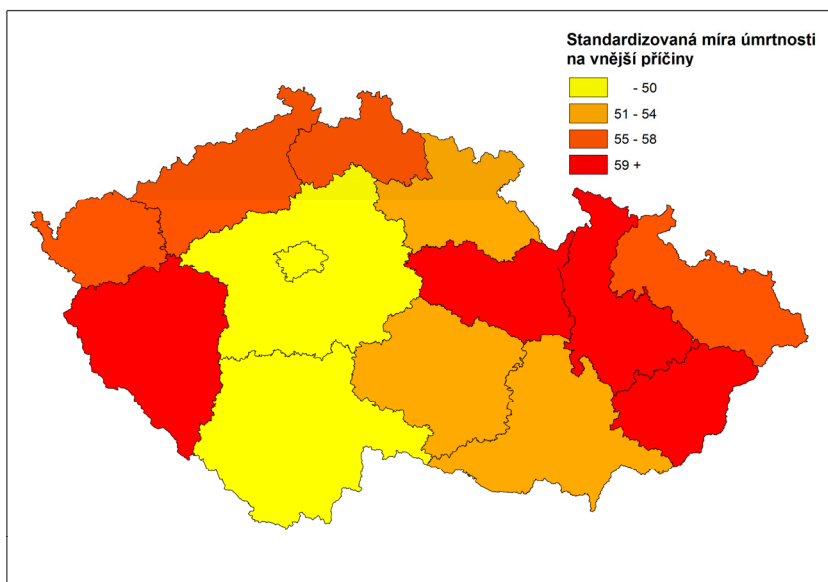 Standardizovaná míra úmrtnosti
na vnější příčiny
- 50
51 - 54
55 - 58
59 +